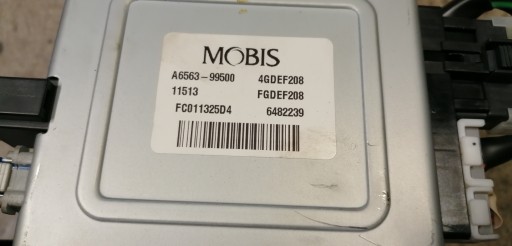 MOBIS
A6563-99500 4GDEF208
11513 FGDEF208
FC011325D4 6482239